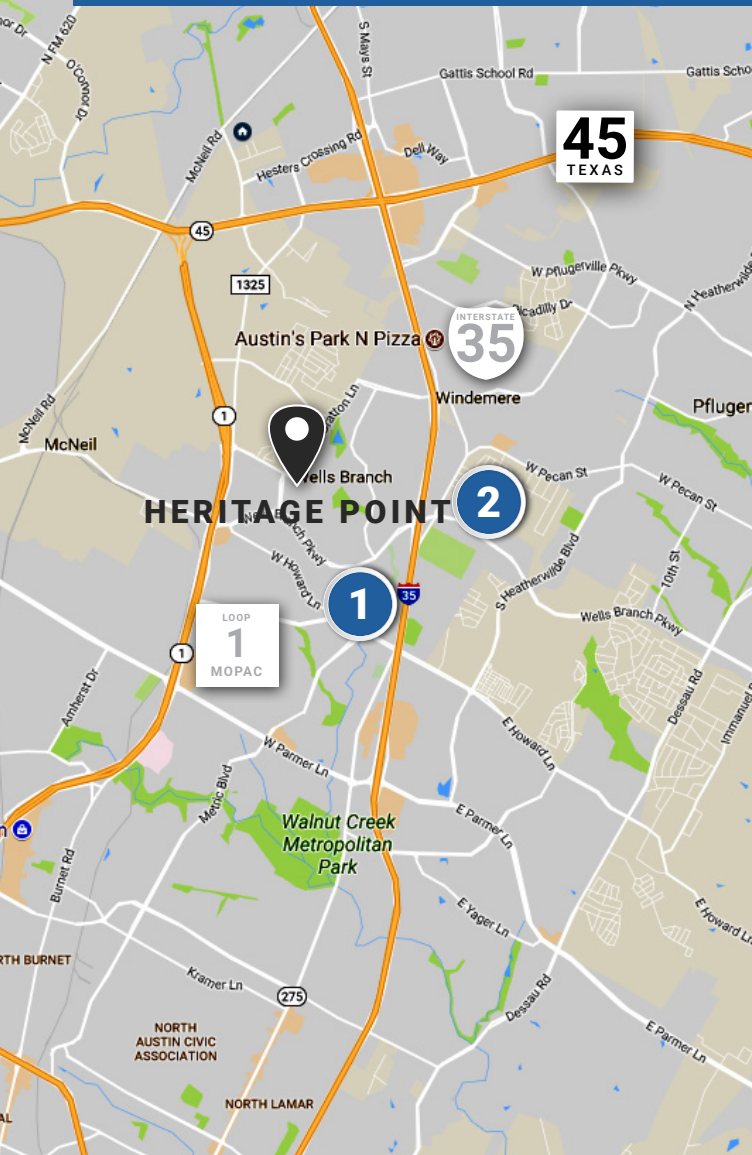 N FM 620
O'Connor Dr
S Mays St
Gattis School Rd
McNeil Rd
Hesters Crossing Rd
Dell Way
45
TEXAS
45
1325
W Pflugerville Pkwy
N Heatherwilde
Picadilly Dr
INTERSTATE
35
Austin's Park N Pizza
Windemere
McNeil Rd
McNeil
1
Wells Branch
W Pecan St
W Pecan St
HERITAGE POINT
2
W Howard Ln
1
35
S Heatherwilde Blvd
10th St
Wells Branch Pkwy
LOOP
1
MOPAC
1
Amherst Dr
Dessau Rd
W Parmer Ln
E Howard Ln
Metric Blvd
E Parmer Ln
Walnut Creek
Metropolitan
Park
Burnet Rd
E Yager Ln
E Howard Ln
RTH BURNET
Kramer Ln
275
Dessau Rd
E Parmer Ln
NORTH
AUSTIN CIVIC
ASSOCIATION
NORTH LAMAR